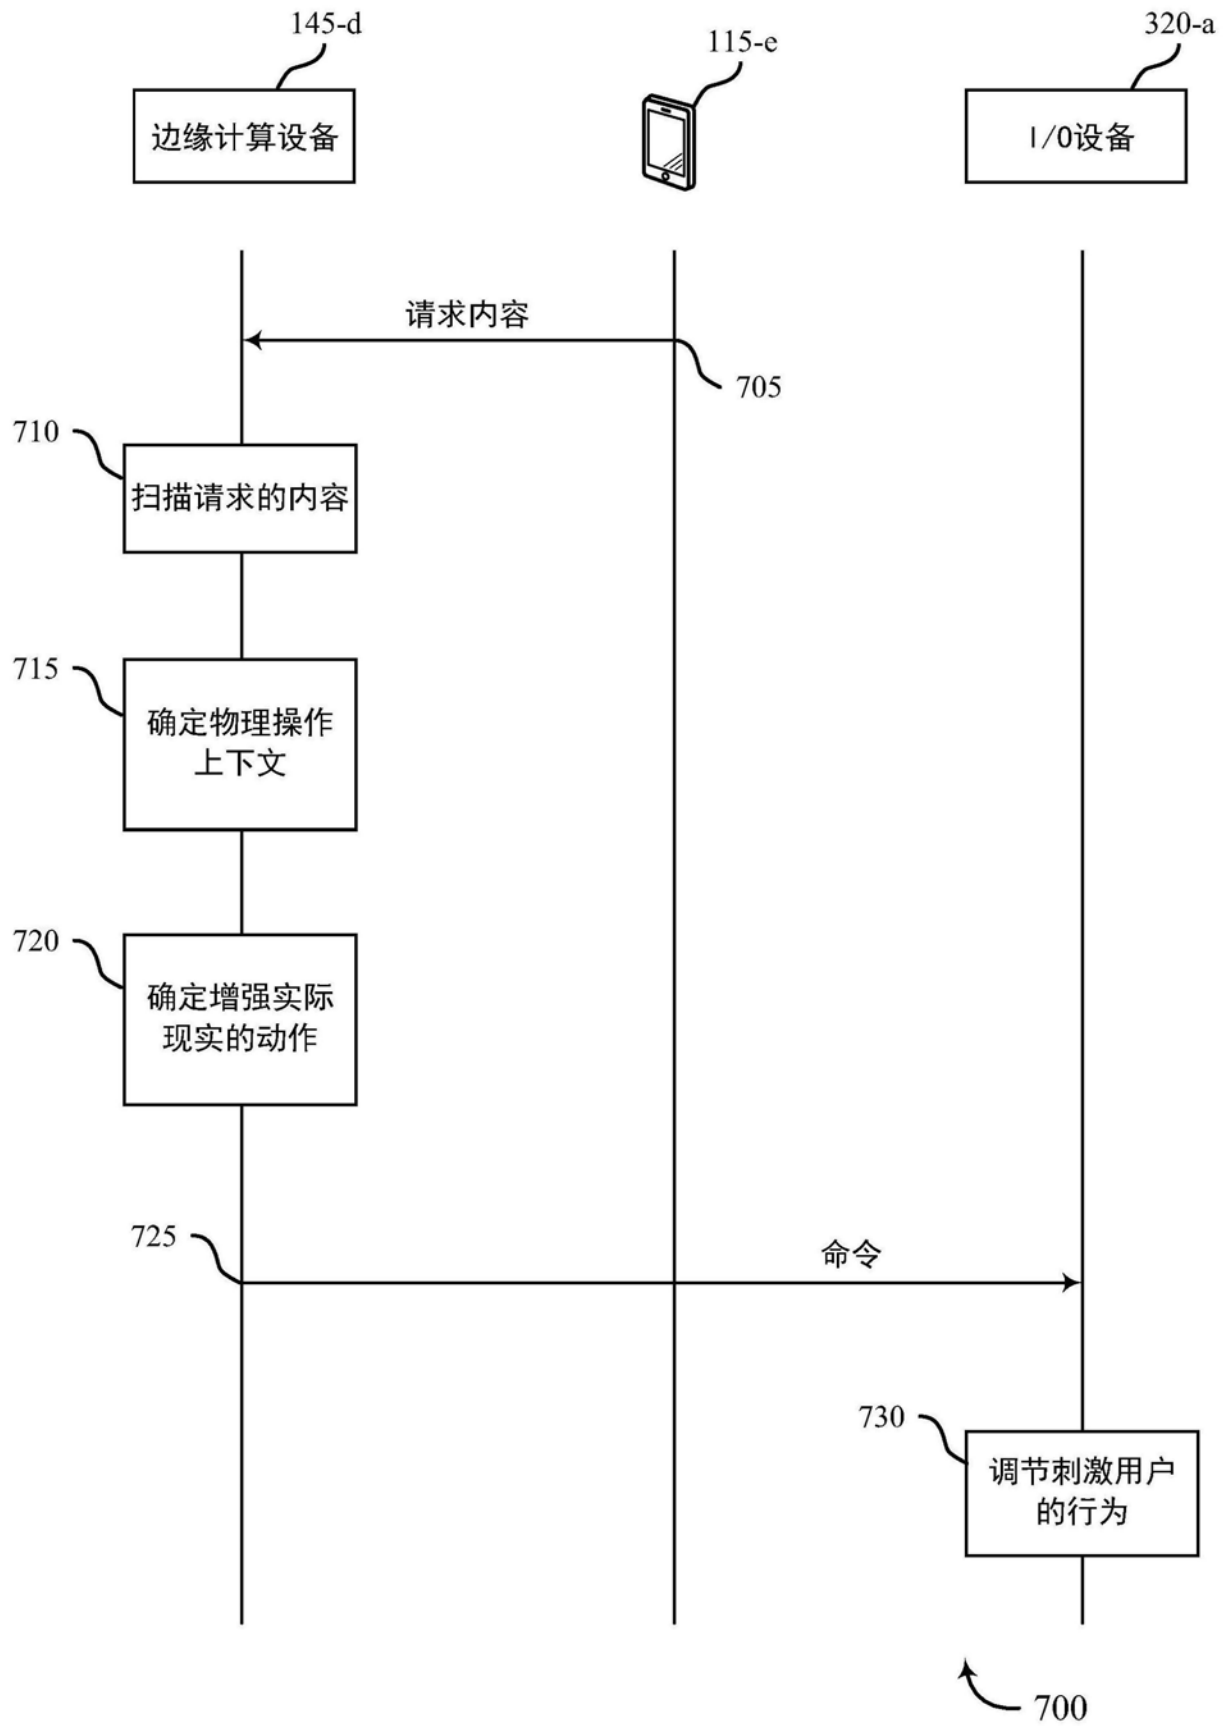 145-d
115-e
320-a
边缘计算设备
I/O设备
请求内容
705
710
扫描请求的内容
715
确定物理操作
上下文
720
确定增强实际
现实的动作
725
命令
730
调节刺激用户
的行为
700